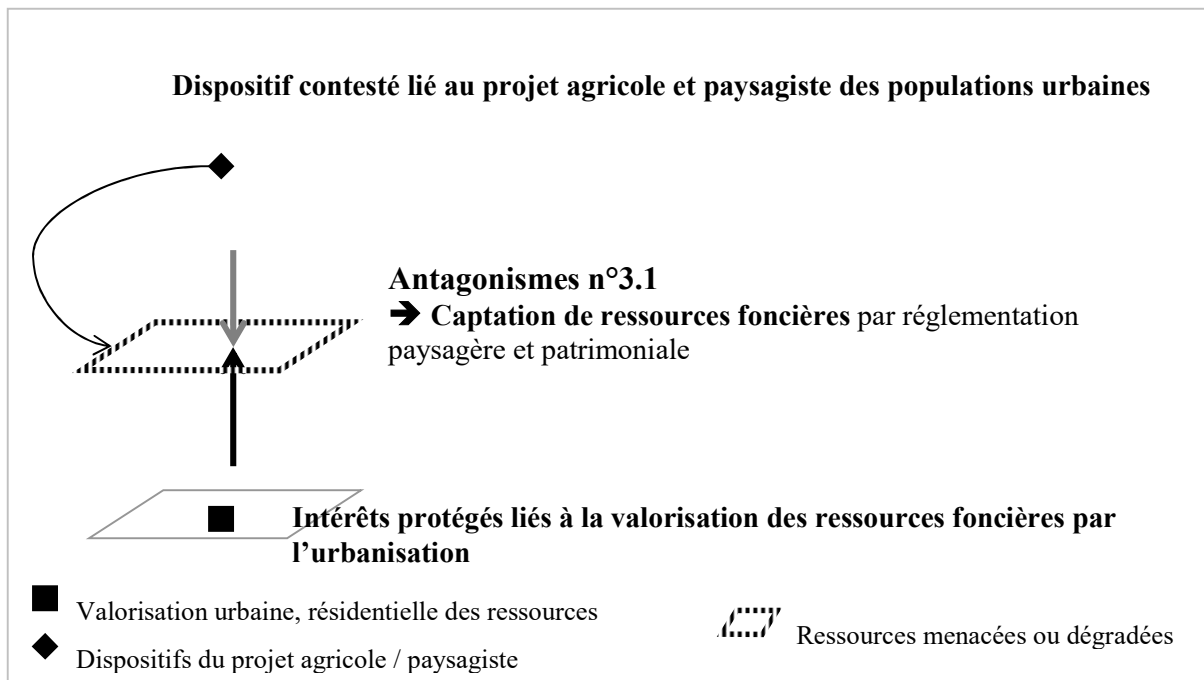 Dispositif contesté lié au projet agricole et paysagiste des populations urbaines
Antagonismes n°3.1
➔ Captation de ressources foncières par réglementation
paysagère et patrimoniale
Intérêts protégés liés à la valorisation des ressources foncières par
l’urbanisation
Valorisation urbaine, résidentielle des ressources
Dispositifs du projet agricole / paysagiste
Ressources menacées ou dégradées